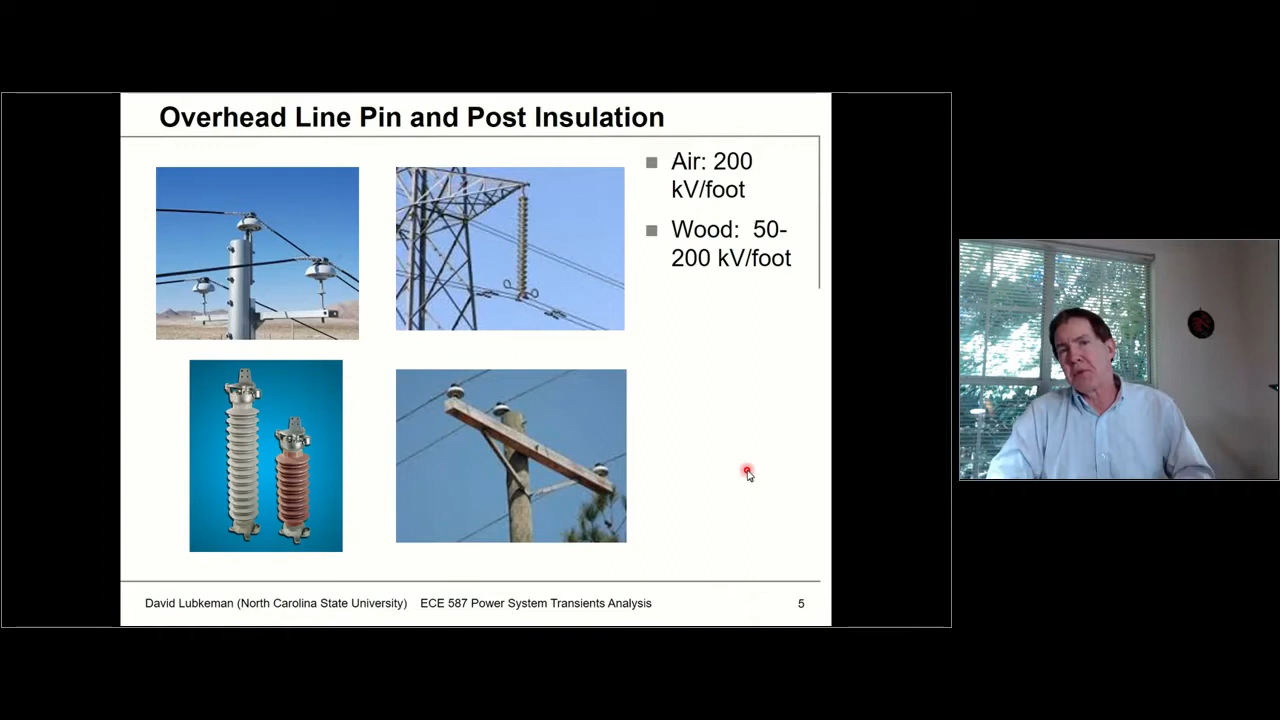 Overhead Line Pin and Post Insulation
Air: 200
kV/foot
Wood: 50-
200 kV/foot
David Lubkeman (North Carolina State University) ECE 587 Power System Transients Analysis 5